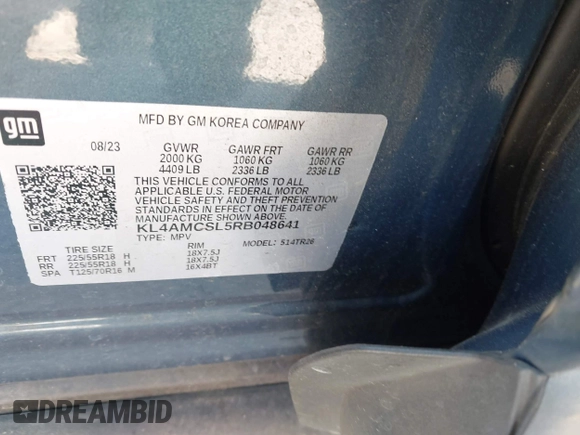 gm
MFD BY GM KOREA COMPANY
08/23 GVWR GAWR FRT GAWR RR
2000 KG 1060 KG 1060 KG
4409 LB 2336 LB 2336 LB
THIS VEHICLE CONFORMS TO ALL
APPLICABLE U.S. FEDERAL MOTOR
VEHICLE SAFETY AND THEFT
PREVENTION STANDARDS
IN EFFECT ON THE DATE OF
MANUFACTURE SHOWN ABOVE.
KL4AMCSL5RB048641
TYPE: MPV MODEL: 514TR26
TIRE SIZE RIM
FRT 225/55R18 H 18X7.5J
RR 225/55R18 H 18X7.5J
SPA T125/70R16 M 16X4BT
DREAMBID